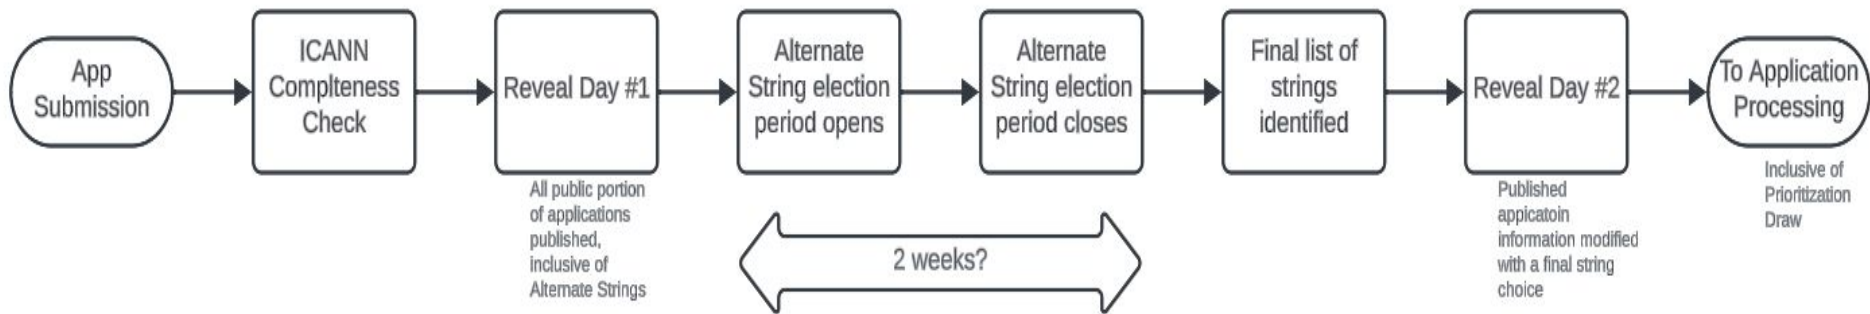 App
Submission
ICANN
Complteness
Check
Reveal Day #1
All public portion
of applications
published,
inclusive of
Alternate Strings
Alternate
String election
period opens
Alternate
String election
period closes
2 weeks?
Final list of
strings
identified
Reveal Day #2
Published
appicatoin
information modified
with a final string
choice
To Application
Processing
Inclusive of
Prioritization
Draw